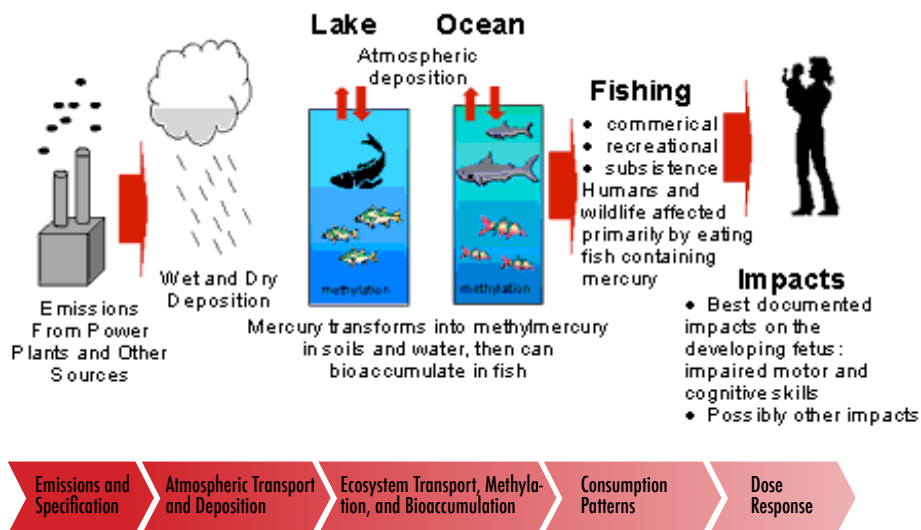 Lake
Ocean
Atmospheric
deposition
Fishing
• commerical
• recreational
• subsistence
Humans and
wildlife affected
primarily by eating
fish containing
mercury
methylation
methylation
Wet and Dry
Deposition
Emissions
From Power
Plants and Other
Sources
Mercury transforms into methylmercury
in soils and water, then can
bioaccumulate in fish
Impacts
• Best documented
impacts on the
developing fetus:
impaired motor and
cognitive skills
• Possibly other impacts
Emissions and
Specification
Atmospheric Transport
and Deposition
Ecosystem Transport, Methyla-
tion, and Bioaccumulation
Consumption
Patterns
Dose
Response